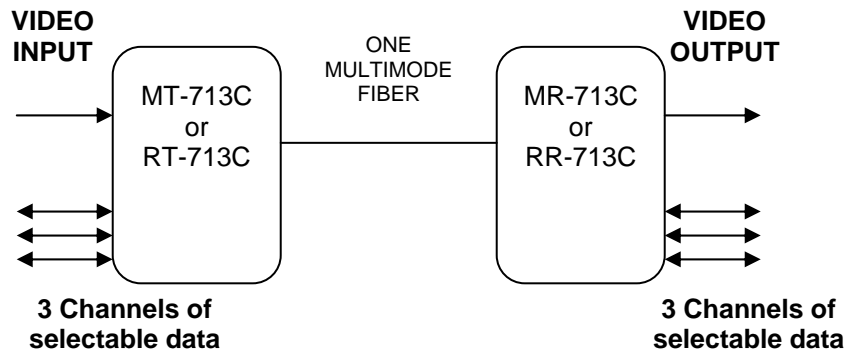 VIDEO
INPUT
ONE
MULTIMODE
FIBER
VIDEO
OUTPUT
MT-713C
or
RT-713C
MR-713C
or
RR-713C
3 Channels of
selectable data
3 Channels of
selectable data